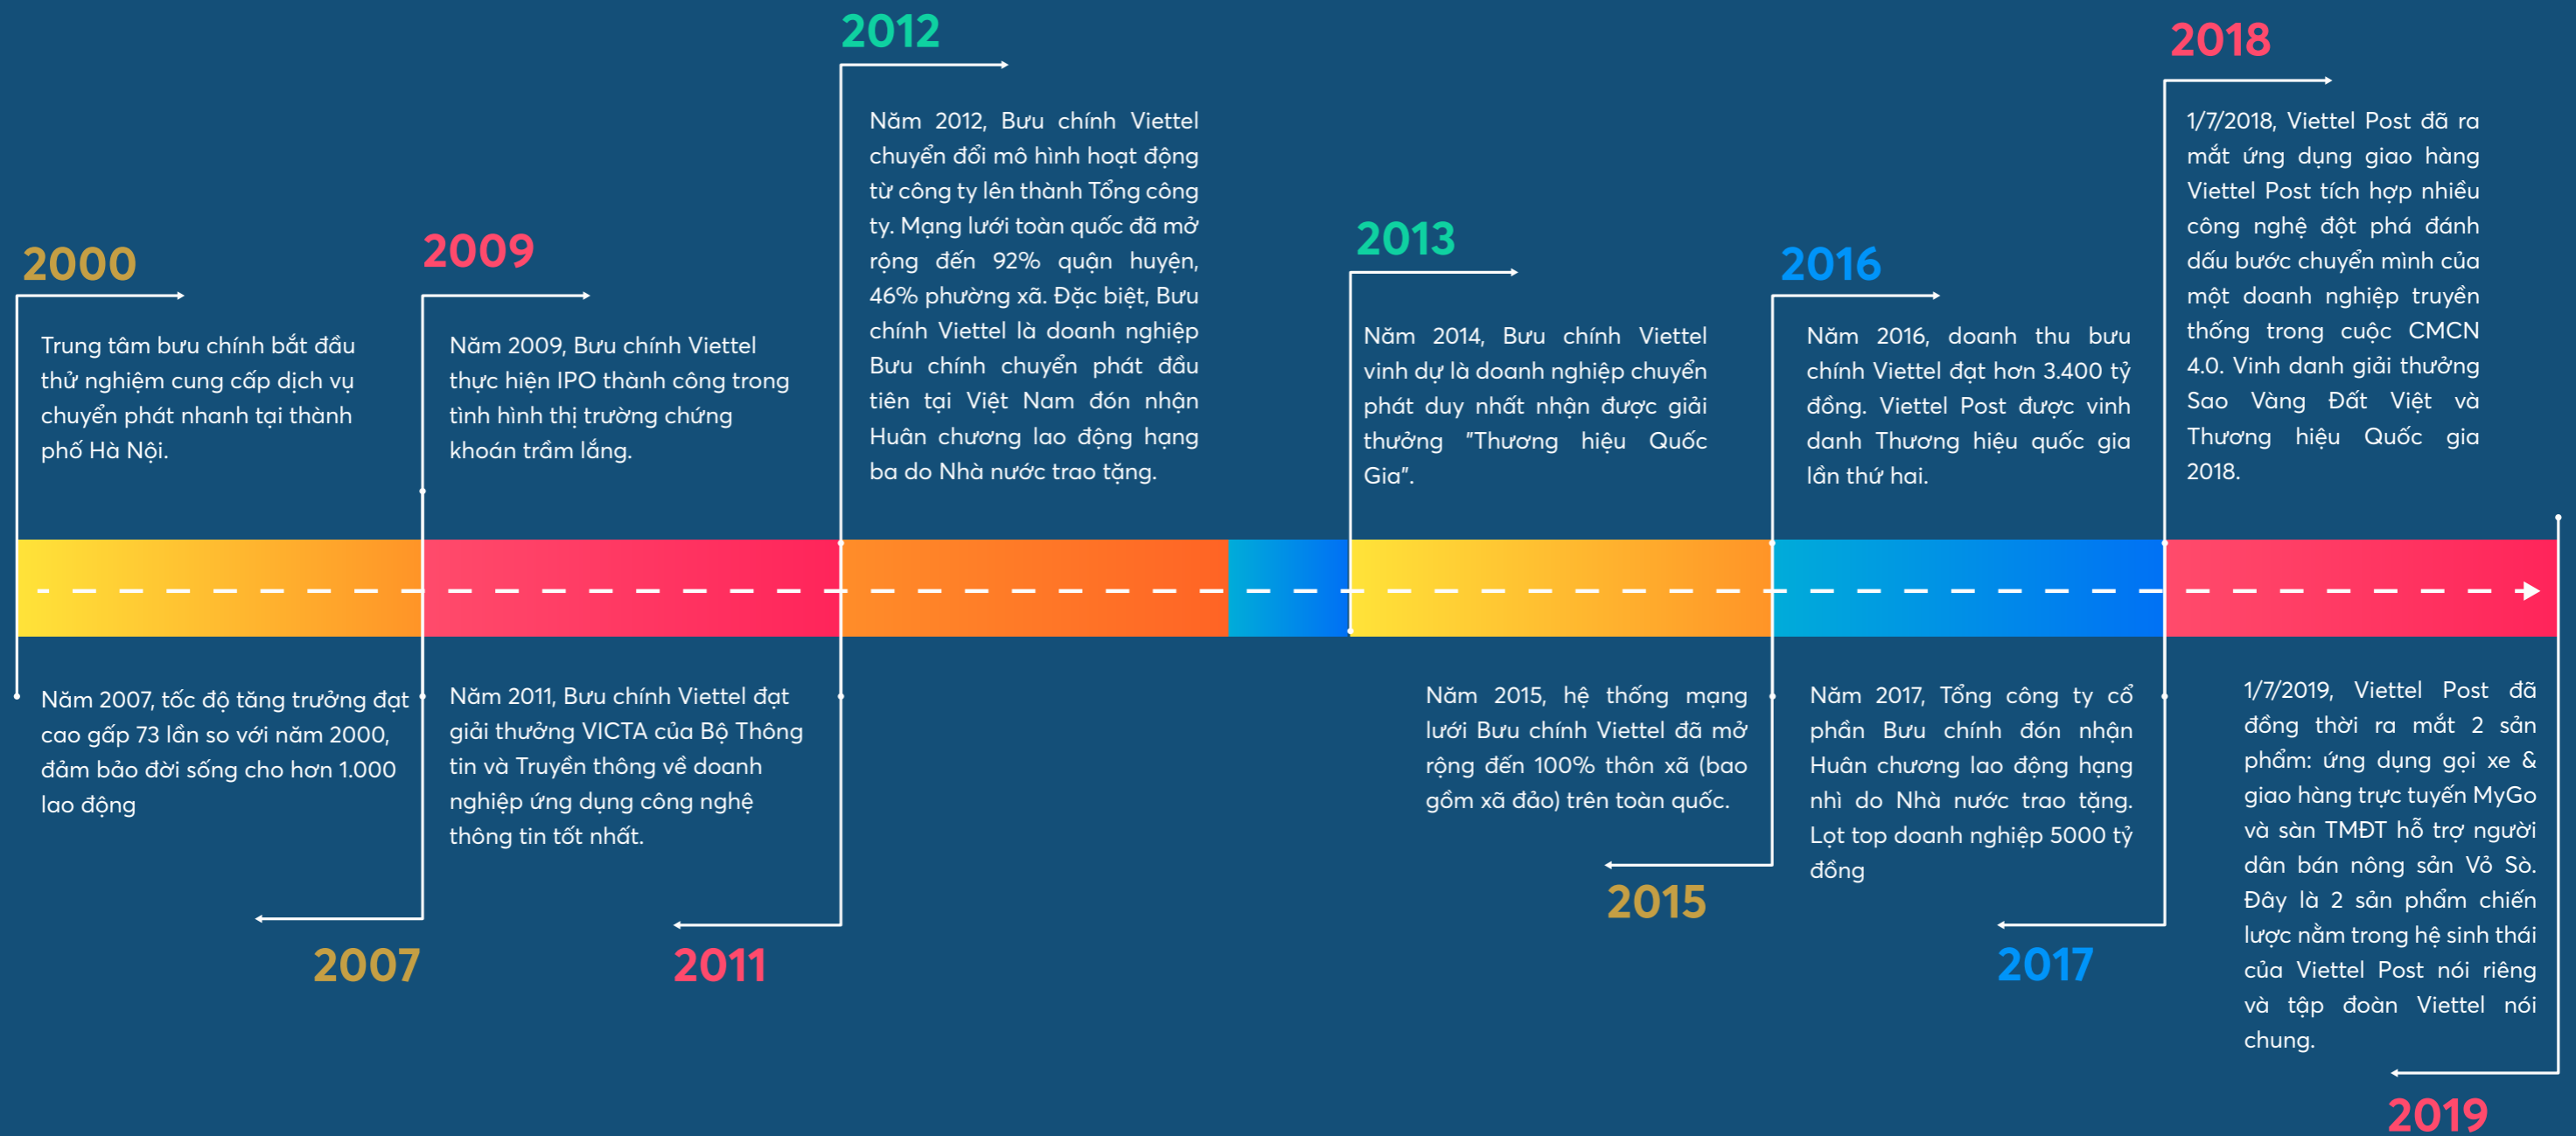 2000
Trung tâm bưu chính bắt đầu
thử nghiệm cung cấp dịch vụ
chuyển phát nhanh tại thành
phố Hà Nội.
Năm 2007, tốc độ tăng trưởng đạt
cao gấp 73 lần so với năm 2000,
đảm bảo đời sống cho hơn 1.000
lao động
2007
2009
Năm 2009, Bưu chính Viettel
thực hiện IPO thành công trong
tình hình thị trường chứng
khoán trầm lắng.
Năm 2011, Bưu chính Viettel đạt
giải thưởng VICTA của Bộ Thông
tin và Truyền thông về doanh
nghiệp ứng dụng công nghệ
thông tin tốt nhất.
2011
2012
Năm 2012, Bưu chính Viettel
chuyển đổi mô hình hoạt động
từ công ty lên thành Tổng công
ty. Mạng lưới toàn quốc đã mở
rộng đến 92% quận huyện,
46% phường xã. Đặc biệt, Bưu
chính Viettel là doanh nghiệp
Bưu chính chuyển phát đầu
tiên tại Việt Nam đón nhận
Huân chương lao động hạng
ba do Nhà nước trao tặng.
2013
Năm 2014, Bưu chính Viettel
vinh dự là doanh nghiệp chuyển
phát duy nhất nhận được giải
thưởng "Thương hiệu Quốc
Gia".
Năm 2015, hệ thống mạng
lưới Bưu chính Viettel đã mở
rộng đến 100% thôn xã (bao
gồm xã đảo) trên toàn quốc.
2015
2016
Năm 2016, doanh thu bưu
chính Viettel đạt hơn 3.400 tỷ
đồng. Viettel Post được vinh
danh Thương hiệu quốc gia
lần thứ hai.
Năm 2017, Tổng công ty cổ
phần Bưu chính đón nhận
Huân chương lao động hạng
nhì do Nhà nước trao tặng.
Lọt top doanh nghiệp 5000 tỷ
đồng
2017
2018
1/7/2018, Viettel Post đã ra
mắt ứng dụng giao hàng
Viettel Post tích hợp nhiều
công nghệ đột phá đánh
dấu bước chuyển mình của
một doanh nghiệp truyền
thống trong cuộc CMCN
4.0. Vinh danh giải thưởng
Sao Vàng Đất Việt và
Thương hiệu Quốc gia
2018.
1/7/2019, Viettel Post đã
đồng thời ra mắt 2 sản
phẩm: ứng dụng gọi xe &
giao hàng trực tuyến MyGo
và sàn TMĐT hỗ trợ người
dân bán nông sản Vỏ Sò.
Đây là 2 sản phẩm chiến
lược nằm trong hệ sinh thái
của Viettel Post nói riêng
và tập đoàn Viettel nói
chung.
2019